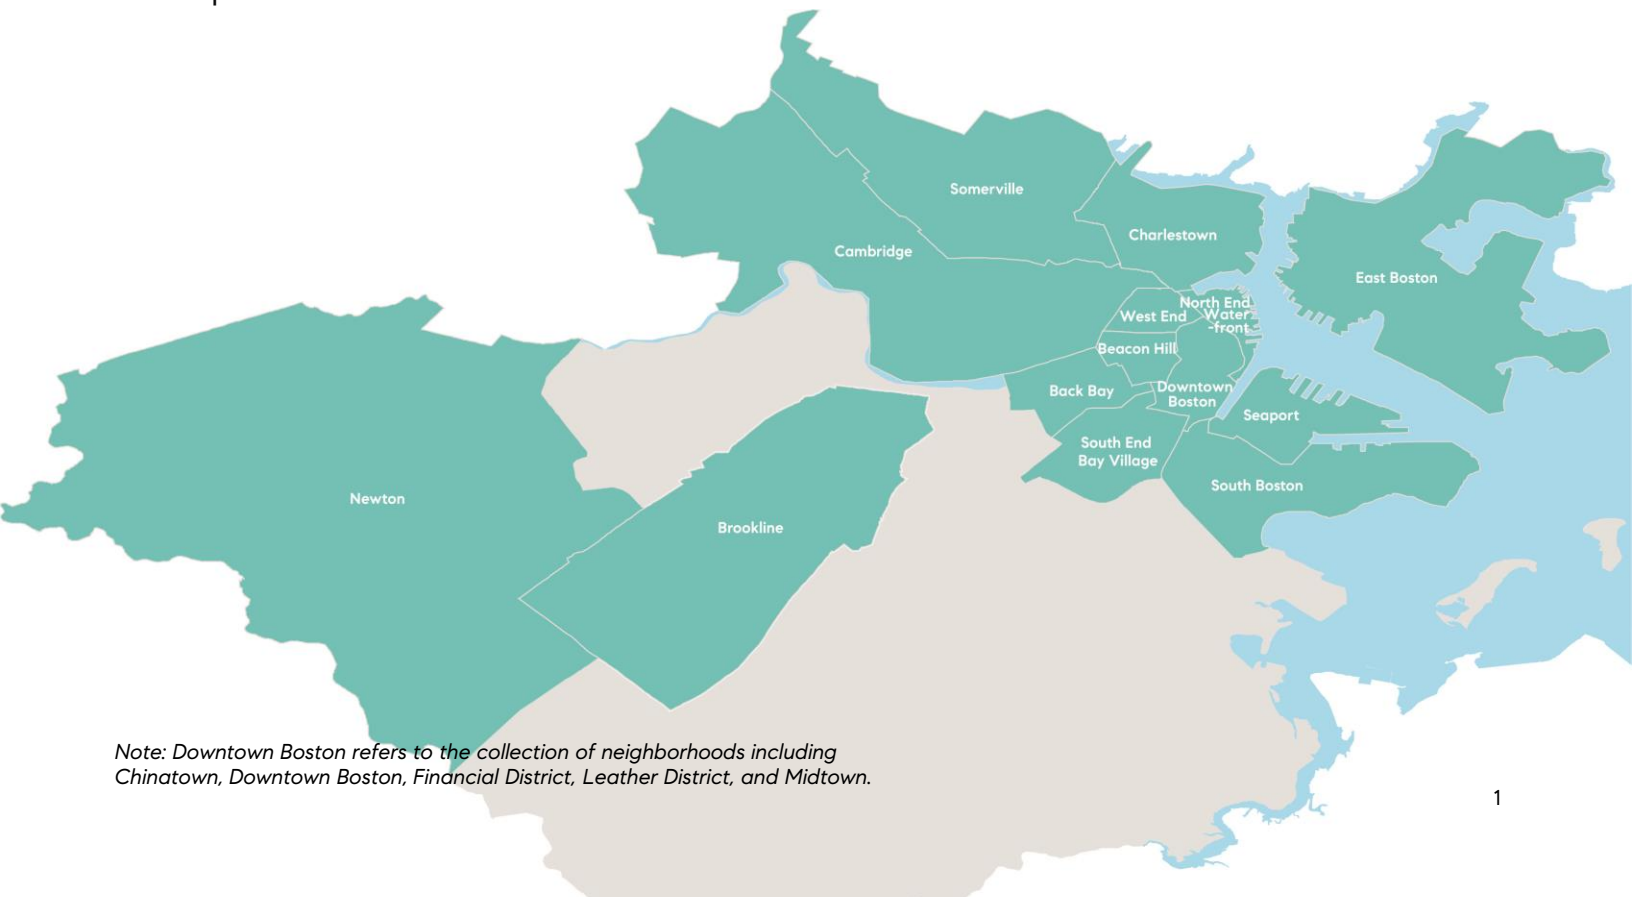 Somerville
Charlestown
Cambridge
East Boston
North End
West End
Water
-front
Beacon Hill
Back Bay
Downtown
Boston
Seaport
South End
Bay Village
South Boston
Newton
Brookline
Note: Downtown Boston refers to the collection of neighborhoods including
Chinatown, Downtown Boston, Financial District, Leather District, and Midtown.
1